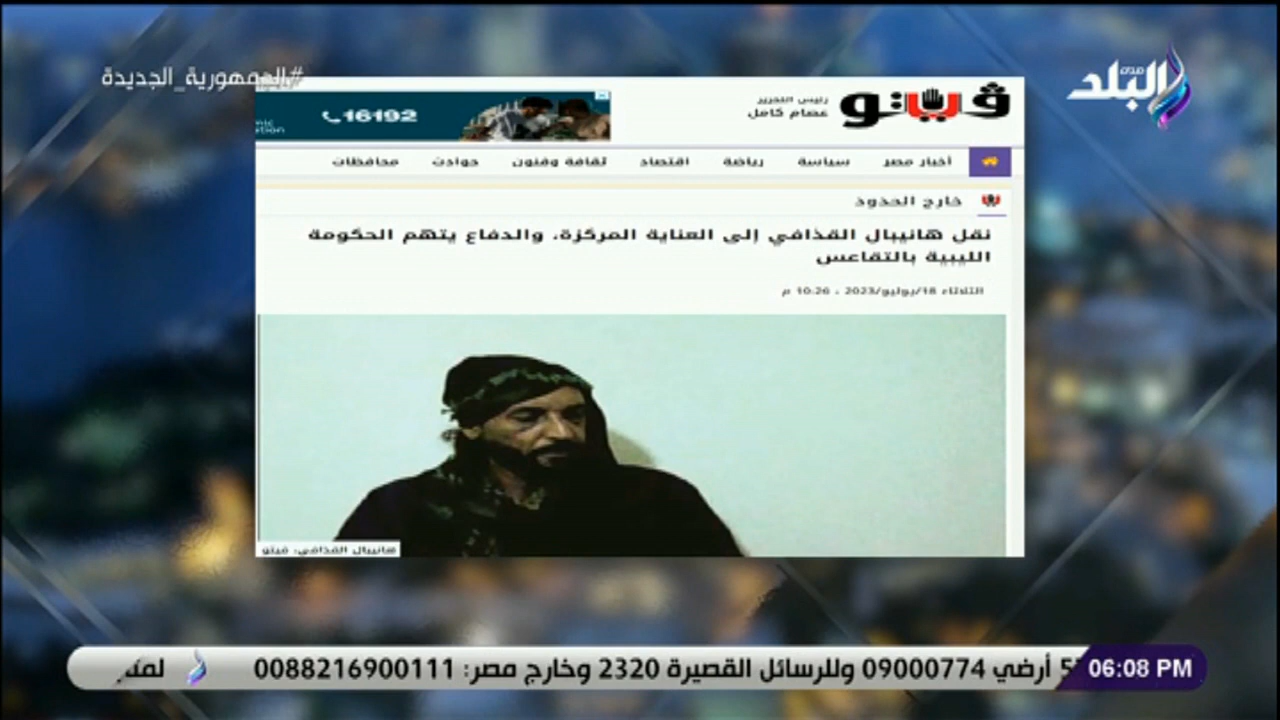 #الجمهورية_الجديدة
صدى البلد
16192
رئيس التحرير
عصام كامل
ڤيتو
أخبار مصر سياسة رياضة اقتصاد ثقافة وفنون حوادث محافظات
خارج الحدود
نقل هانيبال القذافي إلى العناية المركزة، والدفاع يتهم الحكومة
الليبية بالتقاعس
الثلاثاء 18/يوليو/2023 - 10:26 م
هانيبال القذافي، فيتو
06:08 PM
أرضي 09000774 وللرسائل القصيرة 2320 وخارج مصر: 0088216900111